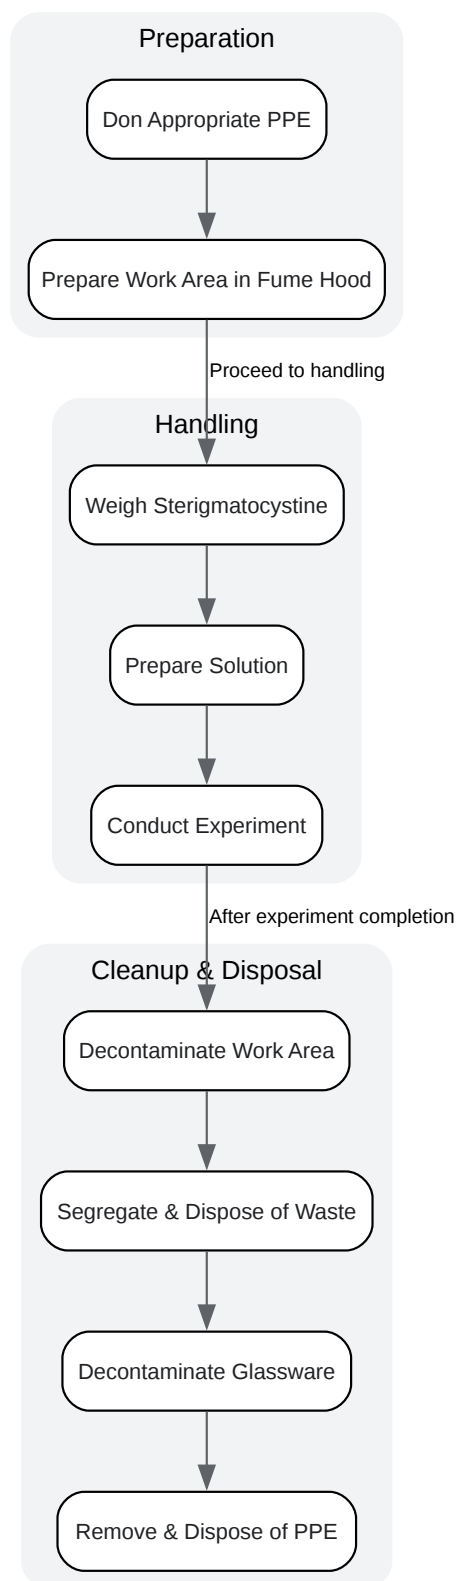 Preparation
Don Appropriate PPE
Prepare Work Area in Fume Hood
Proceed to handling
Handling
Weigh Sterigmatocystine
Prepare Solution
Conduct Experiment
After experiment completion
Cleanup & Disposal
Decontaminate Work Area
Segregate & Dispose of Waste
Decontaminate Glassware
Remove & Dispose of PPE